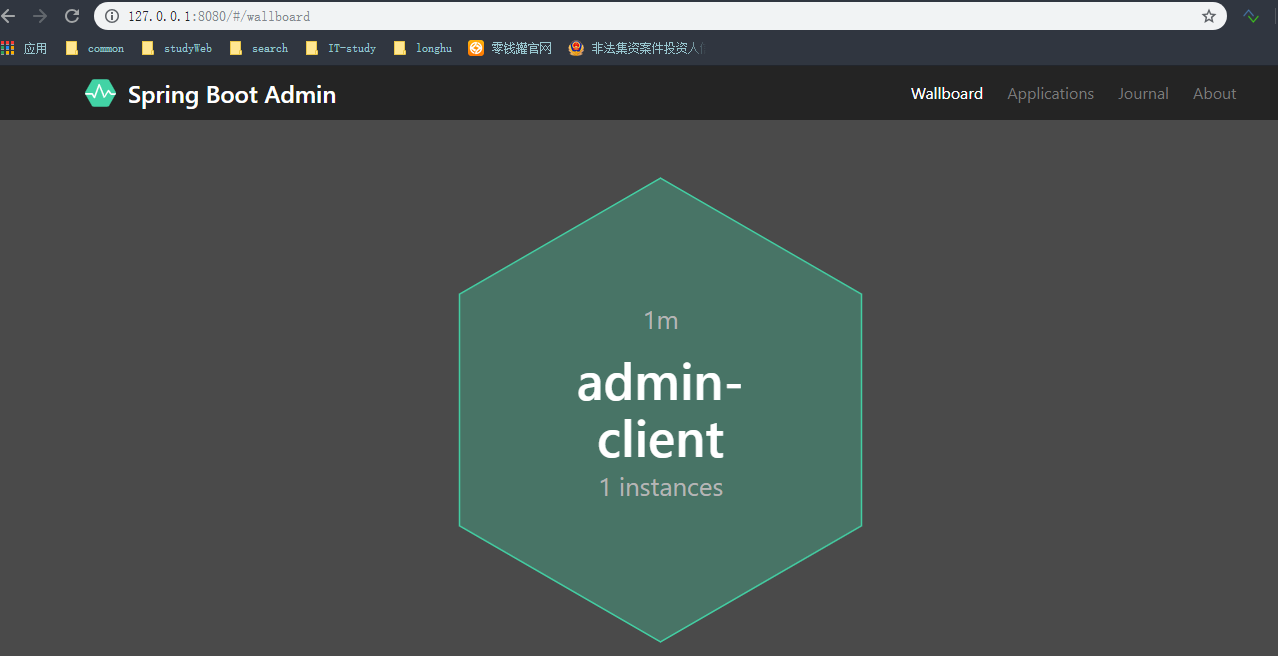 127.0.0.1:8080/#/wallboard
应用 common studyWeb search IT-study longhu 零钱罐官网 非法集资案件投资人
Spring Boot Admin Wallboard Applications Journal About
1m
admin-
client
1 instances